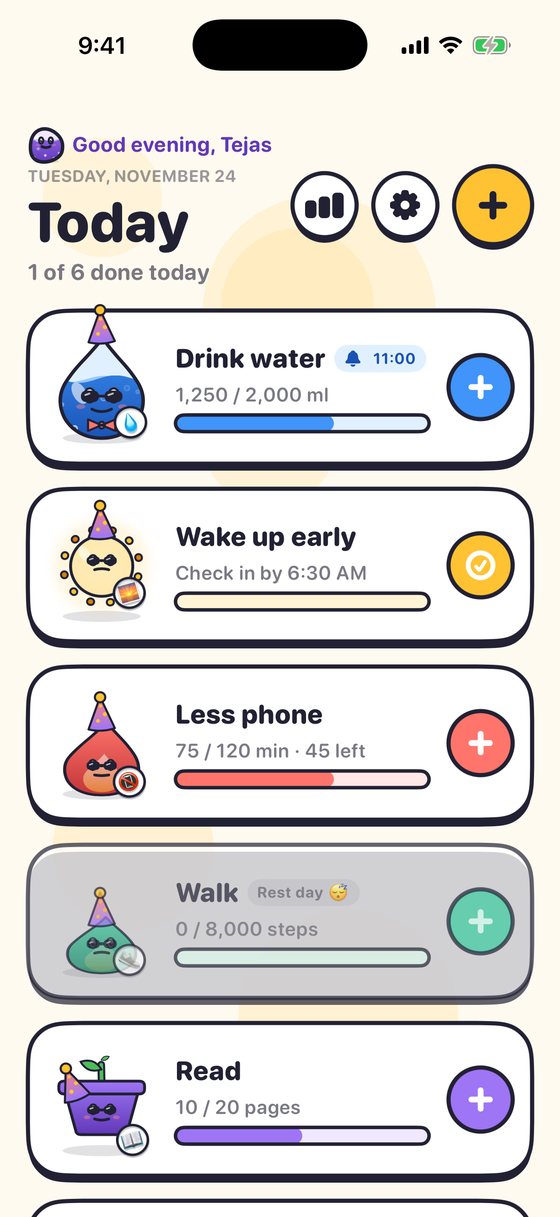 9:41
Good evening, Tejas
TUESDAY, NOVEMBER 24
Today
1 of 6 done today
Drink water 11:00
1,250 / 2,000 ml
Wake up early
Check in by 6:30 AM
Less phone
75 / 120 min · 45 left
Walk Rest day 😴
0 / 8,000 steps
Read
10 / 20 pages